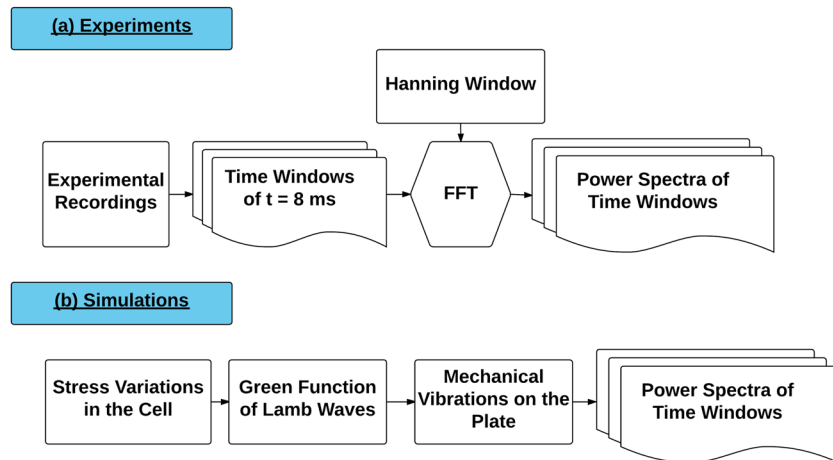 (a) Experiments
Hanning Window
Experimental
Recordings
Time Windows
of t = 8 ms
FFT
Power Spectra of
Time Windows
(b) Simulations
Stress Variations
in the Cell
Green Function
of Lamb Waves
Mechanical
Vibrations on the
Plate
Power Spectra of
Time Windows